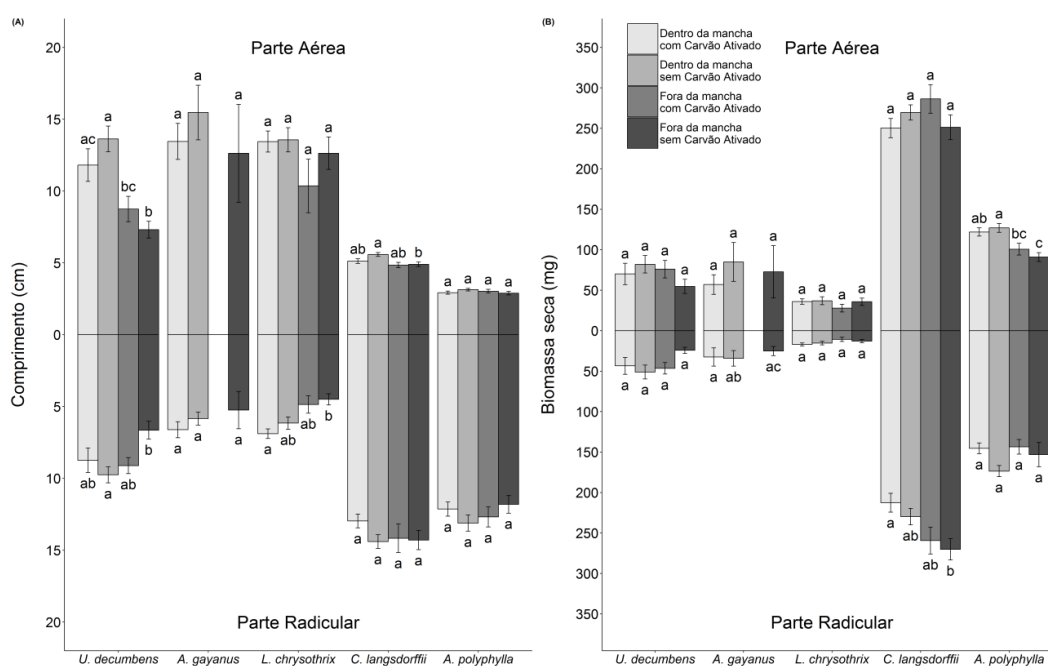 (A)
Parte Aérea
Comprimento (cm)
20
15
10
5
0
5
10
15
20
ac a bc b
a a a
a a a a
ab a ab b
a a a a
ab a ab b
a a a
a ab ab b
a a a a
a a a a
Parte Radicular
U. decumbens A. gayanus L. chrysothrix C. langsdorffii A. polyphylla
(B)
Parte Aérea
Dentro da mancha
com Carvão Ativado
Dentro da mancha
sem Carvão Ativado
Fora da mancha
com Carvão Ativado
Fora da mancha
sem Carvão Ativado
Biomassa seca (mg)
350
300
250
200
150
100
50
0
50
100
150
200
250
300
350
a a a a
a a a
a a a a
a a a a
ab a bc c
a a a a
a ab ac
a a a a
a ab ab b
a a a a
Parte Radicular
U. decumbens A. gayanus L. chrysothrix C. langsdorffii A. polyphylla